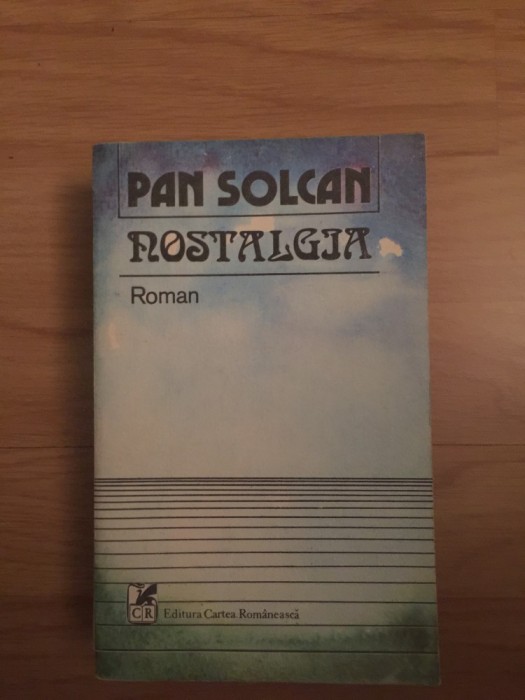 PAN SOLCAN
NOSTALGIA
Roman
CR Editura Cartea Românească